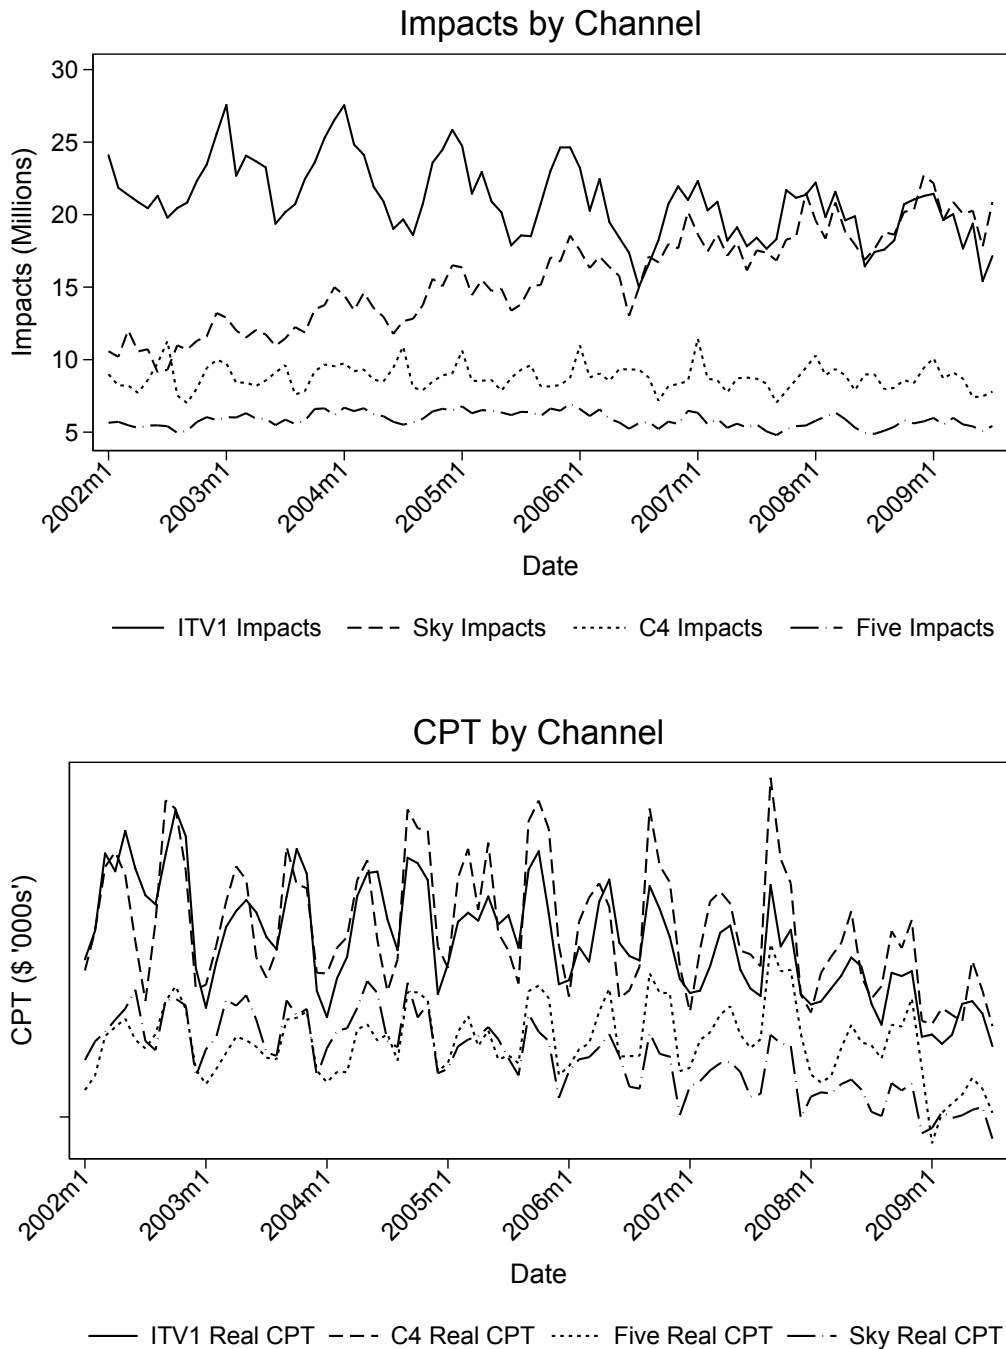 Impacts by Channel
Impacts (Millions)
30
25
20
15
10
5
2002m1
2003m1
2004m1
2005m1
2006m1
2007m1
2008m1
2009m1
Date
ITV1 Impacts
Sky Impacts
C4 Impacts
Five Impacts
CPT by Channel
CPT ($ '000s')
2002m1
2003m1
2004m1
2005m1
2006m1
2007m1
2008m1
2009m1
Date
ITV1 Real CPT
C4 Real CPT
Five Real CPT
Sky Real CPT